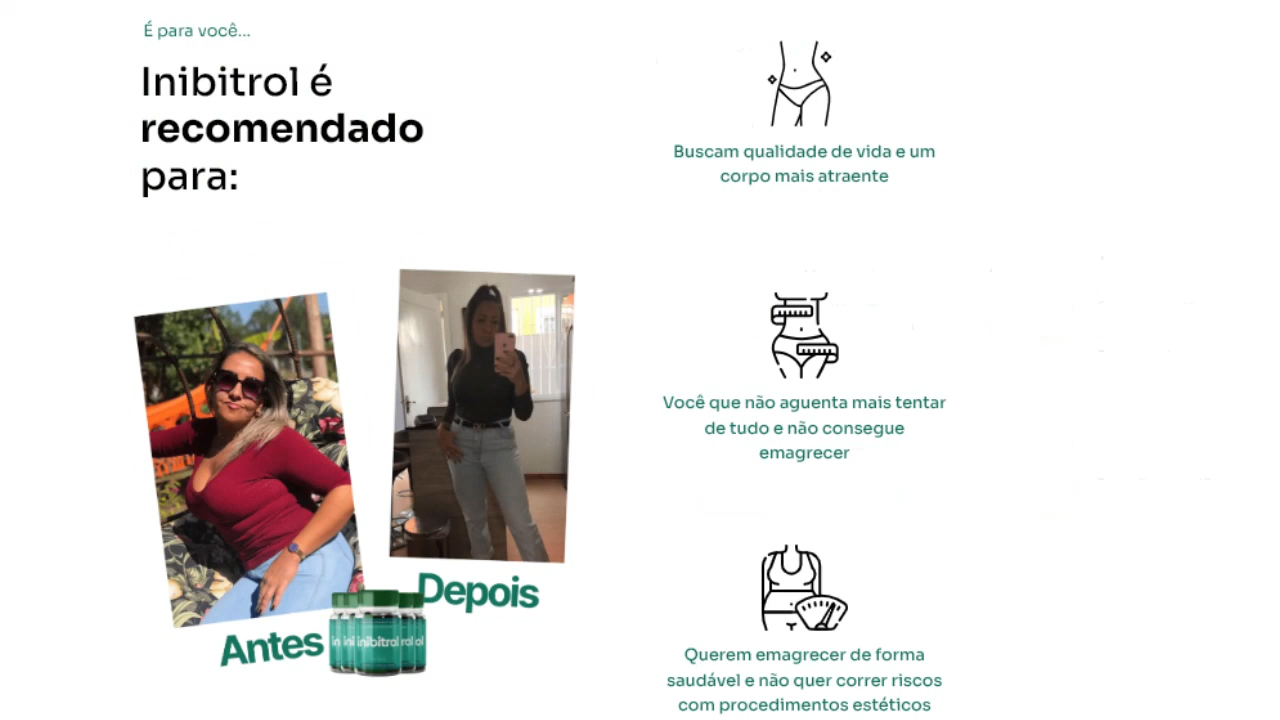 É para você...
Inibitrol é
recomendado
para:
Buscam qualidade de vida e um
corpo mais atraente
Você que não aguenta mais tentar
de tudo e não consegue
emagrecer
Querem emagrecer de forma
saudável e não quer correr riscos
com procedimentos estéticos
Depois
Antes
inibitrol